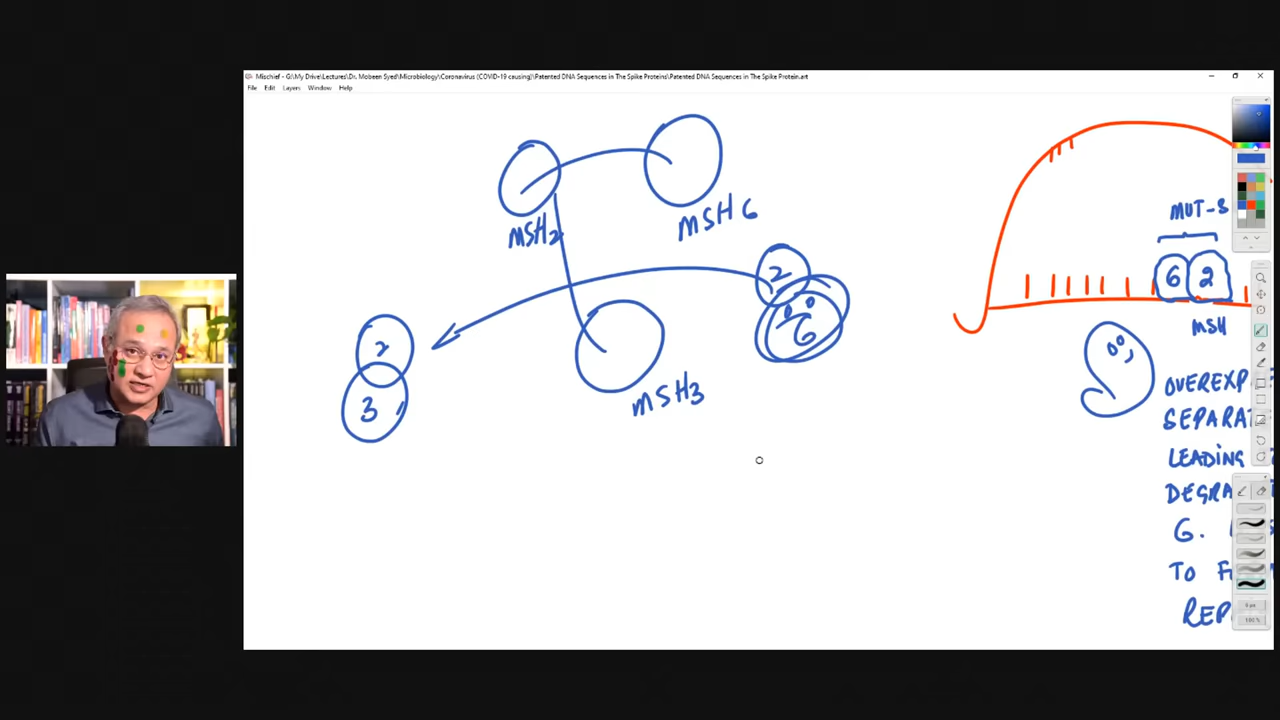 Mischief - G:\My Drive\Lectures\Dr. Mobeen Syed\Microbiology\Coronavirus (COVID-19 causing)\Patented DNA Sequences in The Spike Proteins\Patented DNA Sequences in The Spike Protein.art
File Edit Layers Window Help
MSH2
MSH6
MSH3
2
6
2
3
MUT-S
6 2
MSH
OVEREXP
SEPARAT
LEADING
DEGRA
6.
TO F
REP
100%